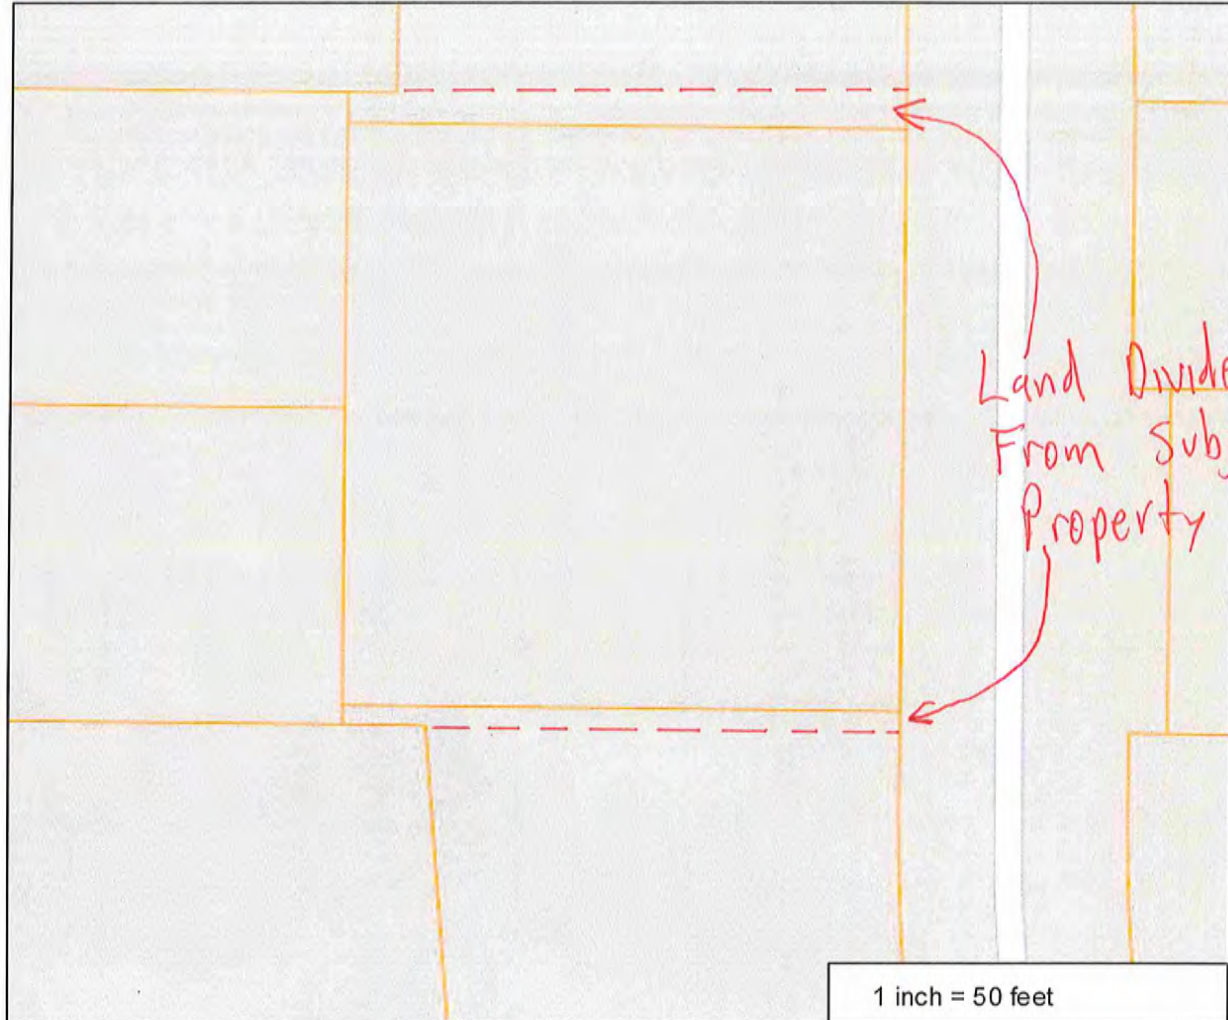 Land Divide
From Subj
Property
1 inch = 50 feet